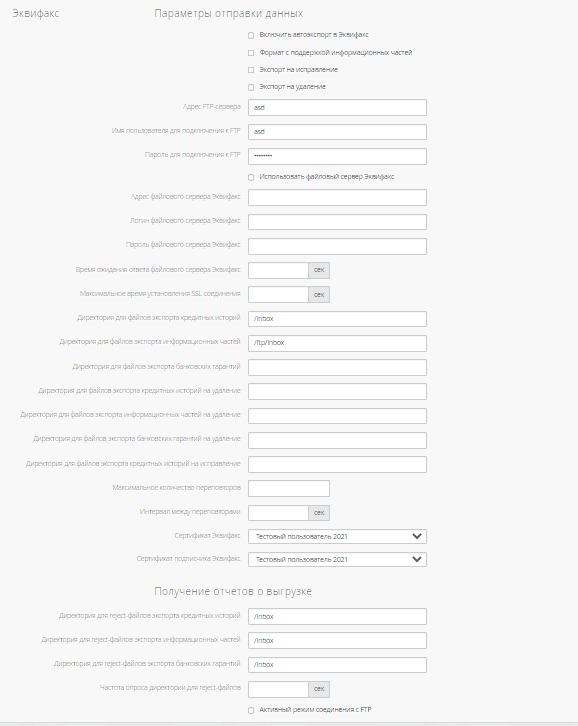 Эквифакс
Параметры отправки данных
Включить автоэкспорт в Эквифакс
Формат с поддержкой информационных частей
Экспорт на исправление
Экспорт на удаление
Адрес FTP-сервера asd
Имя пользователя для подключения к FTP asd
Пароль для подключения к FTP ••••••••
Использовать файловый сервер Эквифакс
Адрес файлового сервера Эквифакс
Логин файлового сервера Эквифакс
Пароль файлового сервера Эквифакс
Время ожидания ответа файлового сервера Эквифакс сек
Максимальное время установления SSL соединения сек
Директория для файлов экспорта кредитных историй /inbox
Директория для файлов экспорта информационных частей /ftp/inbox
Директория для файлов экспорта банковских гарантий
Директория для файлов экспорта кредитных историй на удаление
Директория для файлов экспорта информационных частей на удаление
Директория для файлов экспорта банковских гарантий на удаление
Директория для файлов экспорта кредитных историй на исправление
Максимальное количество переповторов
Интервал между переповторами сек
Сертификат Эквифакс Тестовый пользователь 2021
Сертификат подписчика Эквифакс Тестовый пользователь 2021
Получение отчетов о выгрузке
Директория для reject-файлов экспорта кредитных историй /inbox
Директория для reject-файлов экспорта информационных частей /inbox
Директория для reject-файлов экспорта банковских гарантий /inbox
Частота опроса директории для reject-файлов сек
Активный режим соединения с FTP